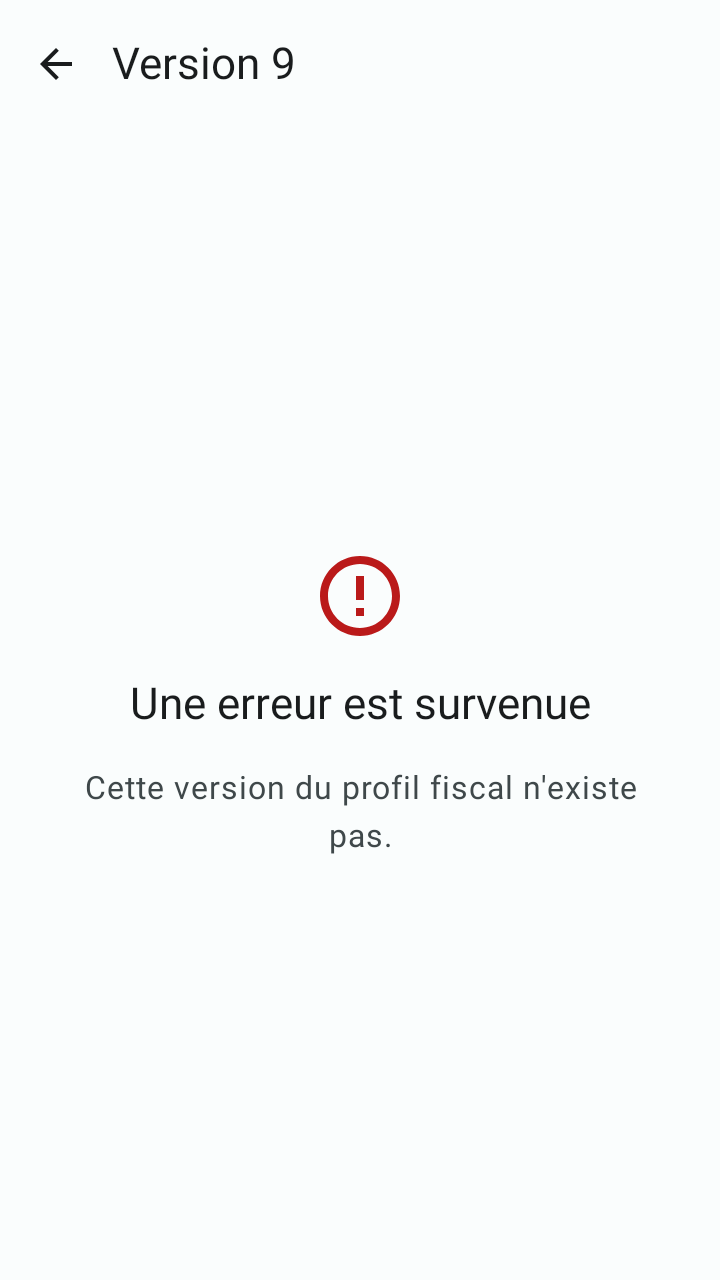 Version 9
Une erreur est survenue
Cette version du profil fiscal n'existe
pas.